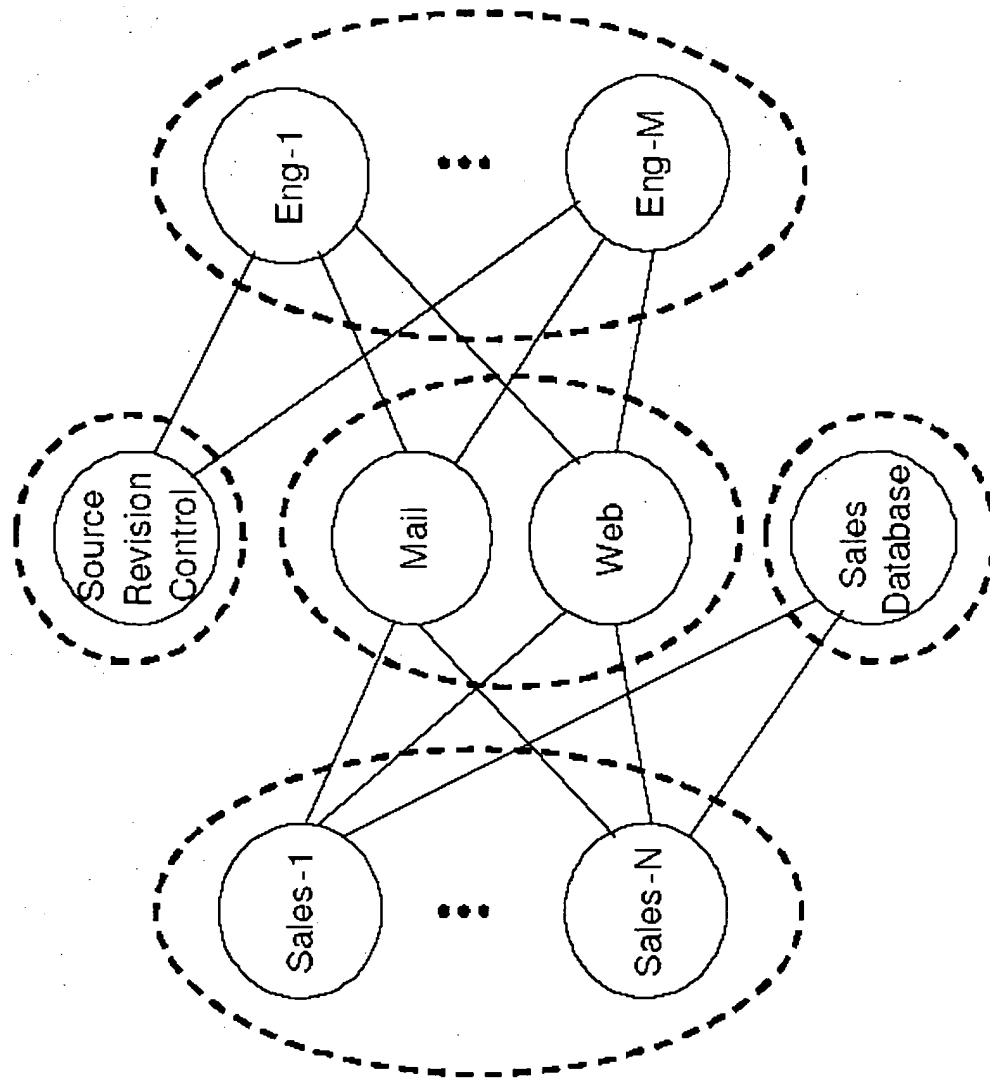 Source
Revision
Control
Eng-1
Mail
Sales-1
•••
•••
Web
Eng-M
Sales-N
Sales
Database